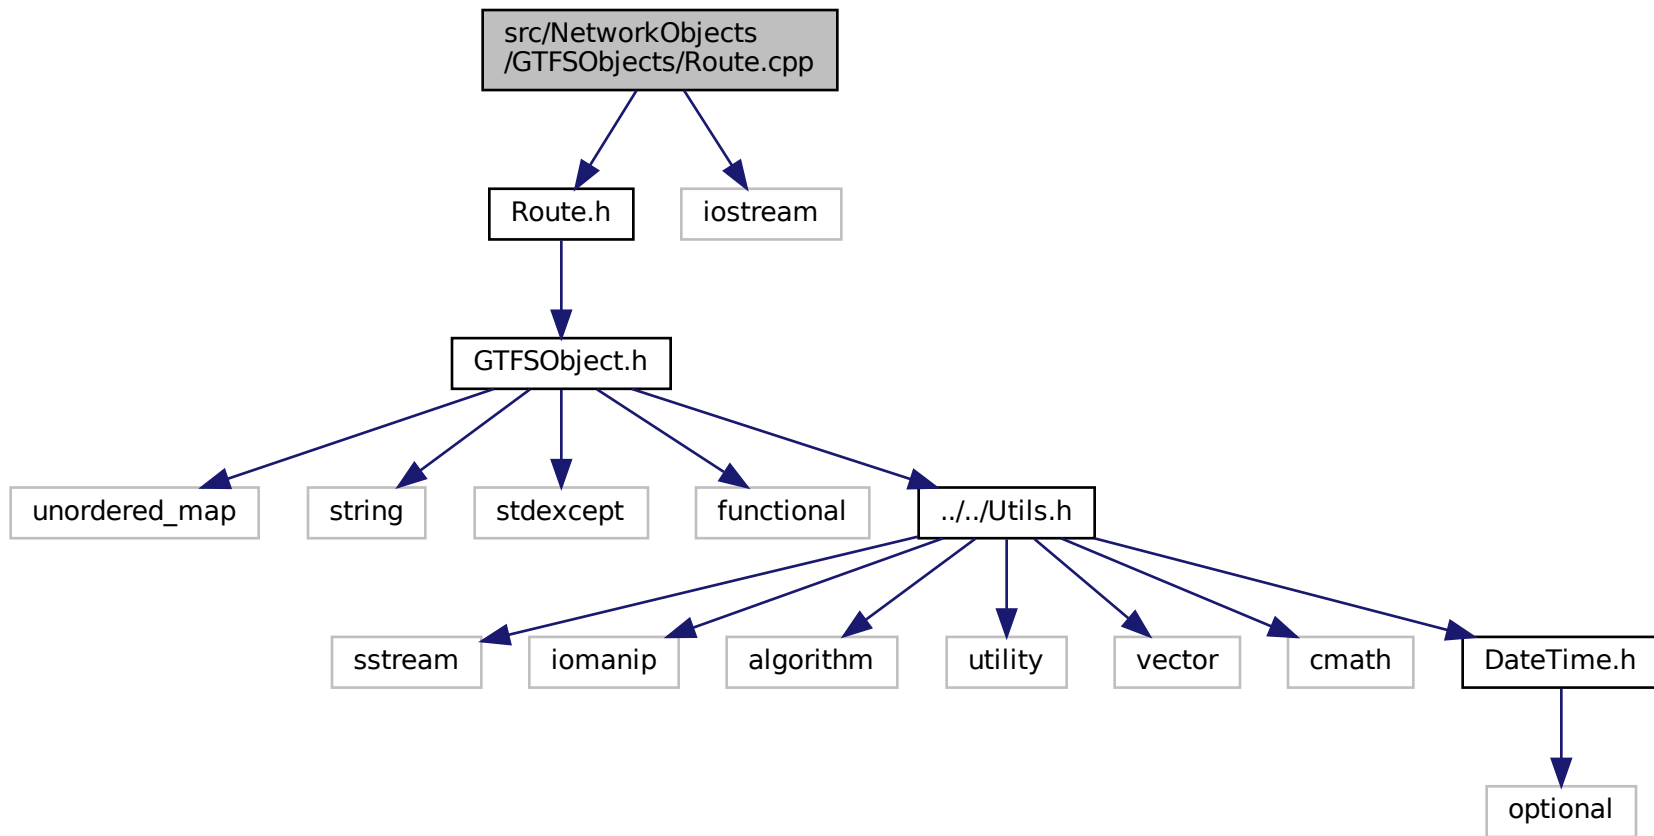 src/NetworkObjects
/GTFSObjects/Route.cpp
Route.h
iostream
GTFSObject.h
unordered_map
string
stdexcept
functional
../../Utils.h
sstream
iomanip
algorithm
utility
vector
cmath
DateTime.h
optional